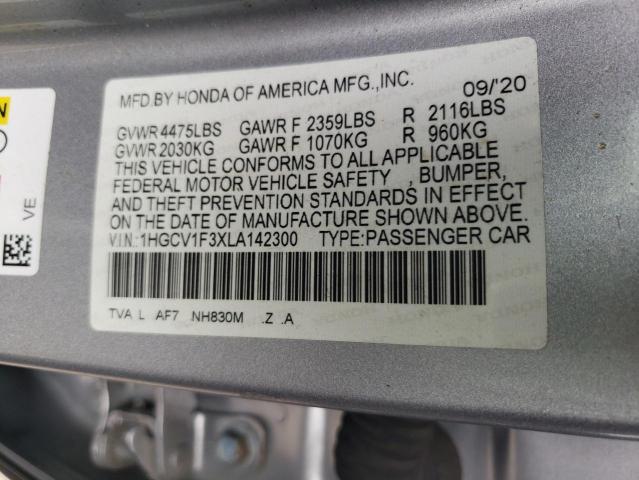 MFD.BY HONDA OF AMERICA MFG.,INC. 09/'20
GVWR 4475LBS GAWR F 2359LBS R 2116LBS
GVWR 2030KG GAWR F 1070KG R 960KG
THIS VEHICLE CONFORMS TO ALL APPLICABLE
FEDERAL MOTOR VEHICLE SAFETY , BUMPER,
AND THEFT PREVENTION STANDARDS IN EFFECT
ON THE DATE OF MANUFACTURE SHOWN ABOVE.
V.I.N.:1HGCV1F3XLA142300 TYPE:PASSENGER CAR
TVA L AF7 NH830M .Z .A
VE